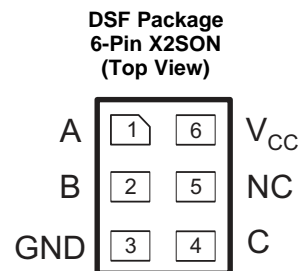 DSF Package
6-Pin X2SON
(Top View)
A 1 6 VCC
B 2 5 NC
GND 3 4 C